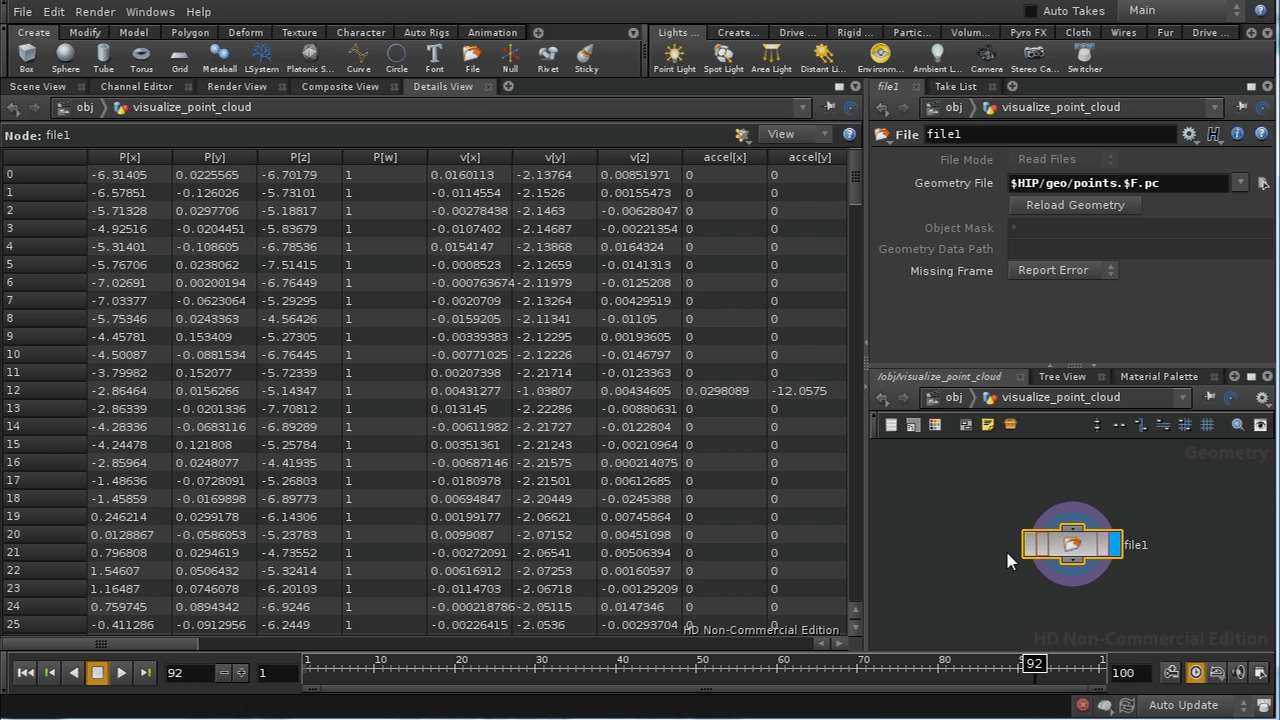 File Edit Render Windows Help Auto Takes Main
Create Modify Model Polygon Deform Texture Character Auto Rigs Animation Lights ... Create... Drive ... Rigid ... Partic... Volum... Pyro FX Cloth Wires Fur Drive ...
Box Sphere Tube Torus Grid Metaball LSystem Platonic S... Curve Circle Font File Null Rivet Sticky Point Light Spot Light Area Light Distant Li... Environm... Ambient L... Camera Stereo Ca... Switcher
Scene View Channel Editor Render View Composite View Details View file1 Take List
obj visualize_point_cloud obj visualize_point_cloud
Node: file1 View File file1
P[x] P[y] P[z] P[w] v[x] v[y] v[z] accel[x] accel[y]
0 -6.31405 0.0225565 -6.70179 1 0.0160113 -2.13764 0.00851971 0 0
1 -6.57851 -0.126026 -5.73101 1 -0.0114554 -2.1526 0.00155473 0 0
2 -5.71328 0.0297706 -5.18817 1 -0.00278438 -2.1463 -0.00628047 0 0
3 -4.92516 -0.0204451 -5.83679 1 -0.0107402 -2.14687 -0.00221354 0 0
4 -5.31401 -0.108605 -6.78536 1 0.0154147 -2.13868 0.0164324 0 0
5 -5.76706 0.0238062 -7.51415 1 -0.0008523 -2.12659 -0.0141313 0 0
6 -7.02691 0.00200194 -6.76449 1 -0.000763674 -2.11979 -0.0125208 0 0
7 -7.03377 -0.0623064 -5.29295 1 -0.0020709 -2.13264 0.00429519 0 0
8 -5.75346 0.0243363 -4.56426 1 -0.0159205 -2.11341 -0.01105 0 0
9 -4.45781 0.153409 -5.27305 1 -0.00339383 -2.12295 0.00193605 0 0
10 -4.50087 -0.0881534 -6.76445 1 -0.00771025 -2.12226 -0.0146797 0 0
11 -3.79982 0.152077 -5.72339 1 0.00207398 -2.21714 -0.0123363 0 0
12 -2.86464 0.0156266 -5.14347 1 0.00431277 -1.03807 0.00434605 0.0298089 -12.0575
13 -2.86339 -0.0201336 -7.70812 1 0.013145 -2.22286 -0.00880631 0 0
14 -4.28336 -0.0683116 -6.89289 1 -0.00611982 -2.21727 -0.0122804 0 0
15 -4.24478 0.121808 -5.25784 1 0.00351361 -2.21243 -0.00210964 0 0
16 -2.85964 0.0248077 -4.41935 1 -0.00687146 -2.21575 0.000214075 0 0
17 -1.48636 -0.0728091 -5.26803 1 -0.0180978 -2.21501 0.00612685 0 0
18 -1.45859 -0.0169898 -6.89773 1 0.00694847 -2.20449 -0.0245388 0 0
19 0.246214 0.0299178 -6.14306 1 0.00199177 -2.06621 0.00745864 0 0
20 0.0128867 -0.0586053 -5.23783 1 0.0099465 -2.07152 0.00451098 0 0
21 0.796808 0.0294619 -4.73552 1 -0.00272091 -2.06541 0.00506394 0 0
22 1.54607 0.0506432 -5.32414 1 0.00616912 -2.07253 0.00160597 0 0
23 1.16487 0.0746078 -6.20103 1 -0.0114703 -2.06718 -0.00129209 0 0
24 0.759745 0.0894342 -6.9246 1 -0.000218786 -2.05115 0.0147346 0 0
25 -0.411286 -0.0912956 -6.2449 1 -0.00226415 -2.0536 -0.00293704 0 0
HD Non-Commercial Edition
File Mode Read Files
Geometry File $HIP/geo/points.$F.pc
Reload Geometry
Object Mask *
Geometry Data Path
Missing Frame Report Error
/obj/visualize_point_cloud Tree View Material Palette
obj visualize_point_cloud
Geometry
file1
HD Non-Commercial Edition
92 1 1 10 20 30 40 50 60 70 80 92 1 100
Auto Update